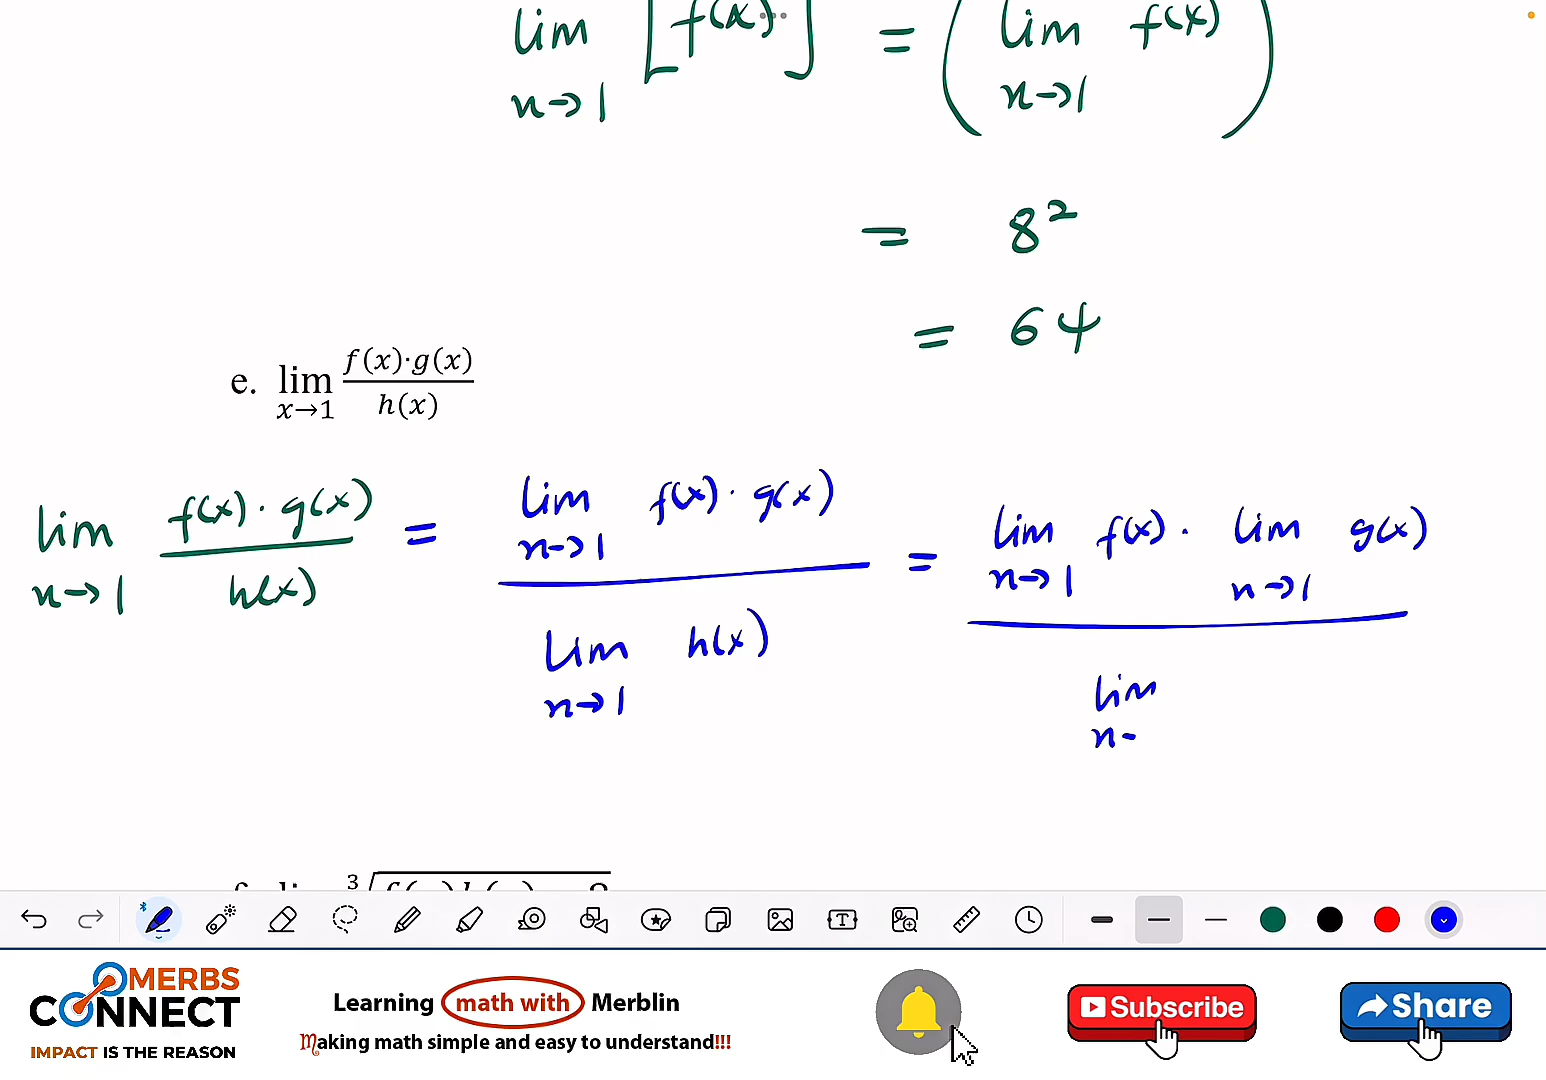 lim [f(x)] = ( lim f(x) )
x→1 x→1
= 8²
= 64
e. lim f(x)·g(x)
x→1 h(x)
lim f(x)·g(x) = lim f(x)·g(x) = lim f(x)· lim g(x)
x→1 h(x) x→1 x→1 x→1
lim h(x) lim
x→1 x-
3
T
MERBS
CONNECT
IMPACT IS THE REASON
Learning math with Merblin
Making math simple and easy to understand!!!
Subscribe
Share